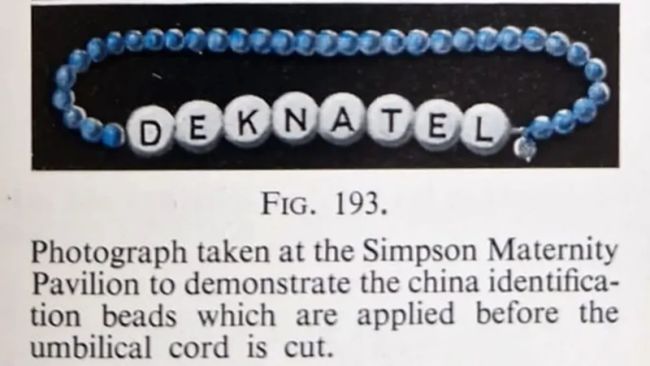 DEKNATEL
FIG. 193.
Photograph taken at the Simpson Maternity
Pavilion to demonstrate the china identifica-
tion beads which are applied before the
umbilical cord is cut.